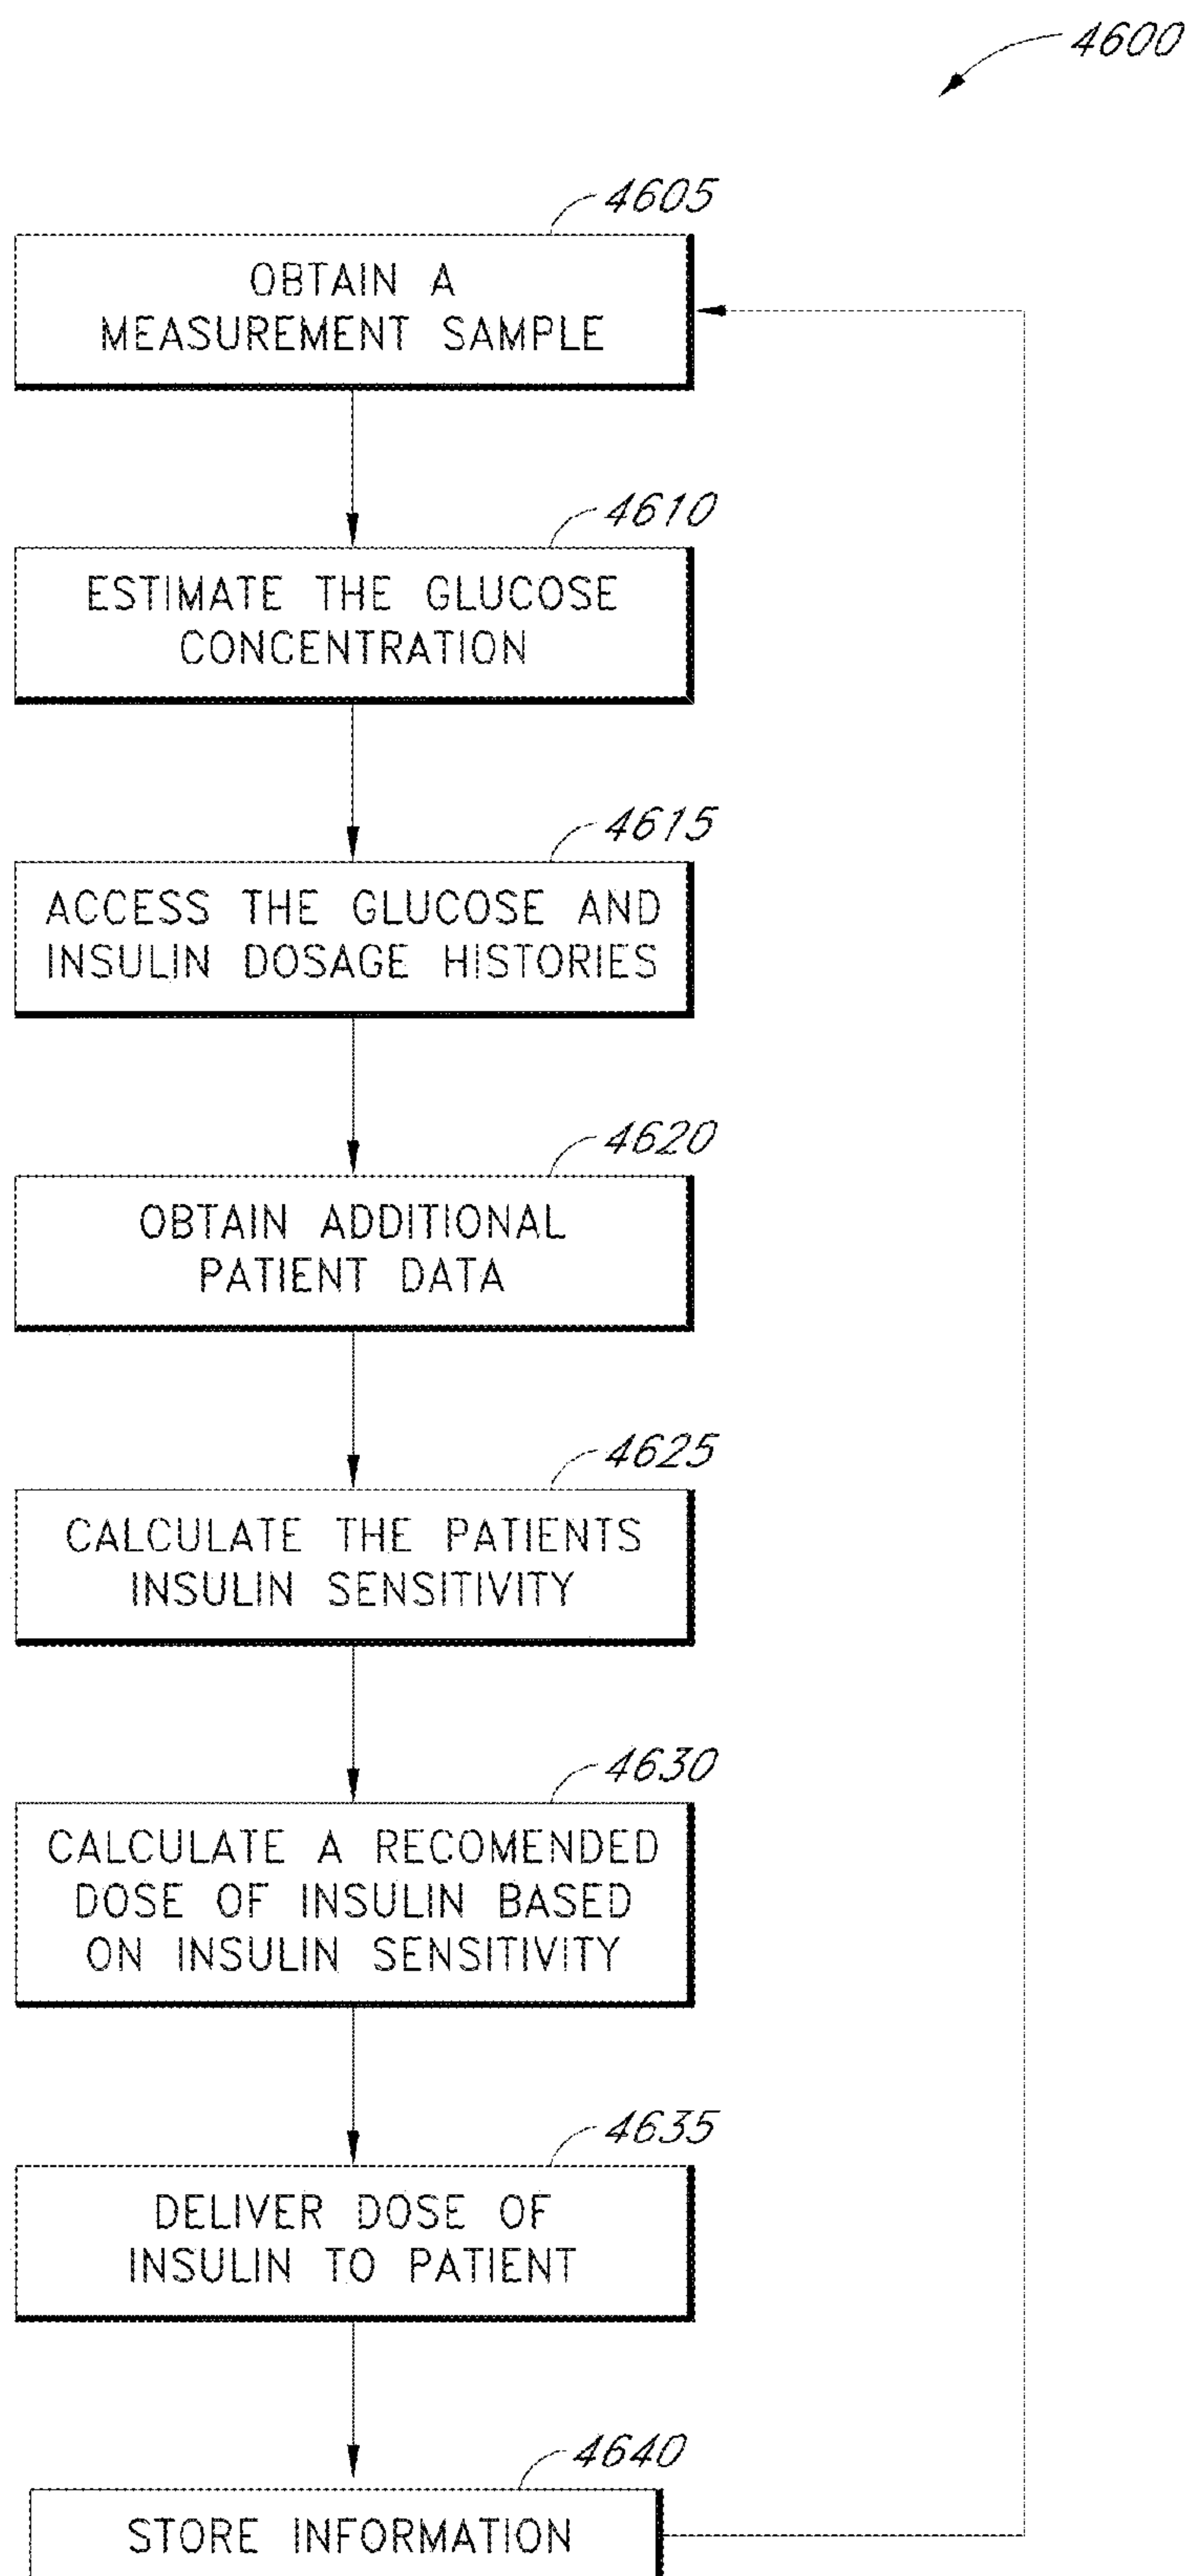 4600
4605
OBTAIN A
MEASUREMENT SAMPLE
4610
ESTIMATE THE GLUCOSE
CONCENTRATION
4615
ACCESS THE GLUCOSE AND
INSULIN DOSAGE HISTORIES
4620
OBTAIN ADDITIONAL
PATIENT DATA
4625
CALCULATE THE PATIENTS
INSULIN SENSITIVITY
4630
CALCULATE A RECOMENDED
DOSE OF INSULIN BASED
ON INSULIN SENSITIVITY
4635
DELIVER DOSE OF
INSULIN TO PATIENT
4640
STORE INFORMATION